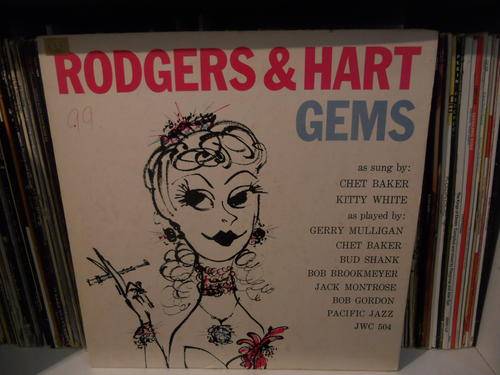 RODGERS & HART
GEMS
99
as sung by:
CHET BAKER
KITTY WHITE
as played by:
GERRY MULLIGAN
CHET BAKER
BUD SHANK
BOB BROOKMEYER
JACK MONTROSE
BOB GORDON
PACIFIC JAZZ
JWC 504